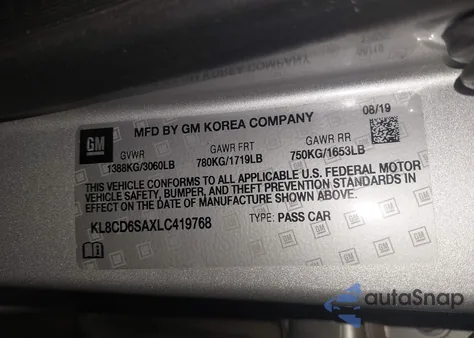 MFD BY GM KOREA COMPANY
08/19
GM
GVWR
GAWR FRT
GAWR RR
1388KG/3060LB
780KG/1719LB
750KG/1653LB
THIS VEHICLE CONFORMS TO ALL APPLICABLE U.S. FEDERAL MOTOR
VEHICLE SAFETY, BUMPER, AND THEFT PREVENTION STANDARDS IN
EFFECT ON THE DATE OF MANUFACTURE SHOWN ABOVE.
KL8CD6SAXLC419768
TYPE: PASS CAR
autoSnap